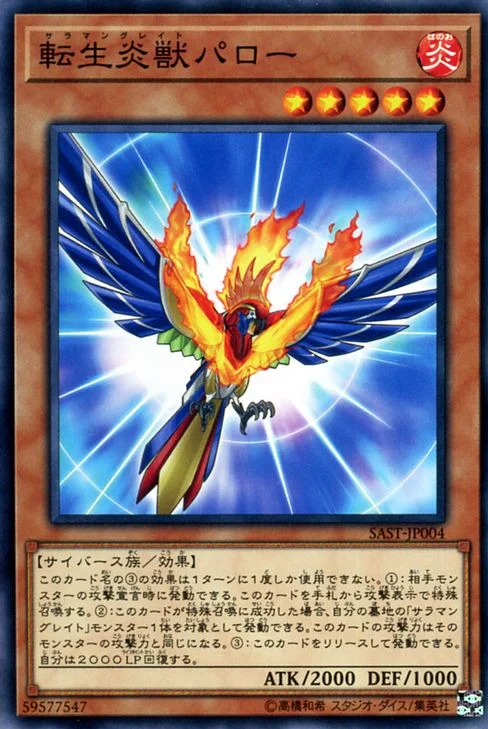 サラマングレイト
転生炎獣パロー
ほのお
炎
SAST-JP004
【サイバース族/効果】
このカード名の③の効果は1ターンに1度しか使用できない。①:相手モン
スターの攻撃宣言時に発動できる。このカードを手札から攻撃表示で特殊
召喚する。②:このカードが特殊召喚に成功した場合、自分の墓地の「サラマン
グレイト」モンスター1体を対象として発動できる。このカードの攻撃力はその
モンスターの攻撃力と同じになる。③:このカードをリリースして発動できる。
自分は2000LP回復する。
ATK/2000 DEF/1000
59577547
©高橋和希 スタジオ・ダイス/集英社